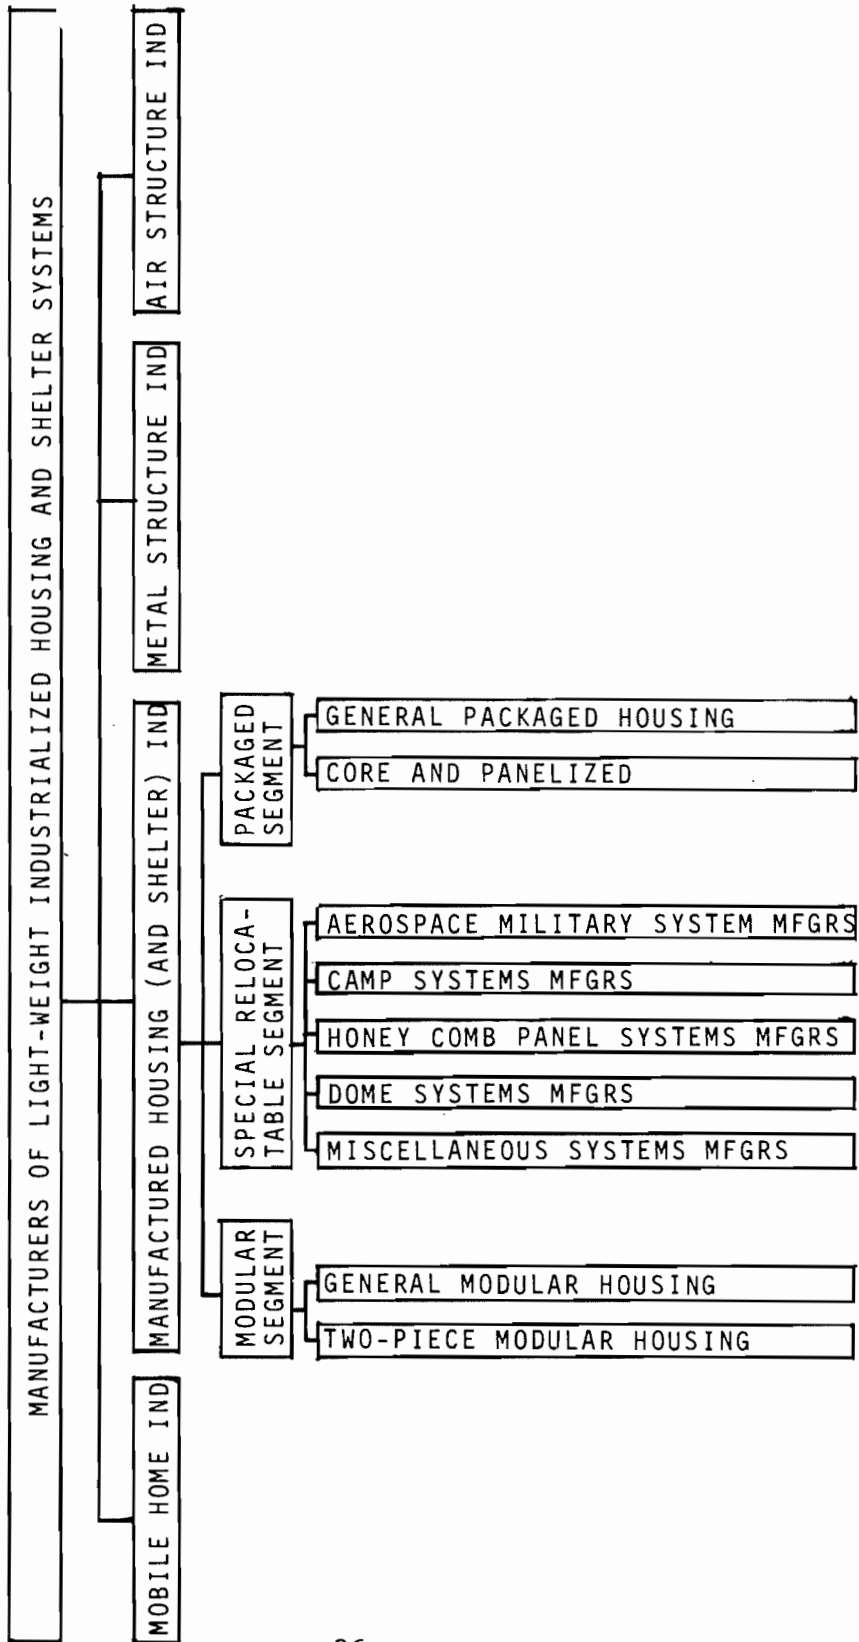 MANUFACTURERS OF LIGHT-WEIGHT INDUSTRIALIZED HOUSING AND SHELTER SYSTEMS
MOBILE HOME IND
MANUFACTURED HOUSING (AND SHELTER) IND
METAL STRUCTURE IND
AIR STRUCTURE IND
MODULAR
SEGMENT
SPECIAL RELOCA-
TABLE SEGMENT
PACKAGED
SEGMENT
GENERAL PACKAGED HOUSING
CORE AND PANELIZED
AEROSPACE MILITARY SYSTEM MFGRS
CAMP SYSTEMS MFGRS
HONEY COMB PANEL SYSTEMS MFGRS
DOME SYSTEMS MFGRS
MISCELLANEOUS SYSTEMS MFGRS
GENERAL MODULAR HOUSING
TWO-PIECE MODULAR HOUSING